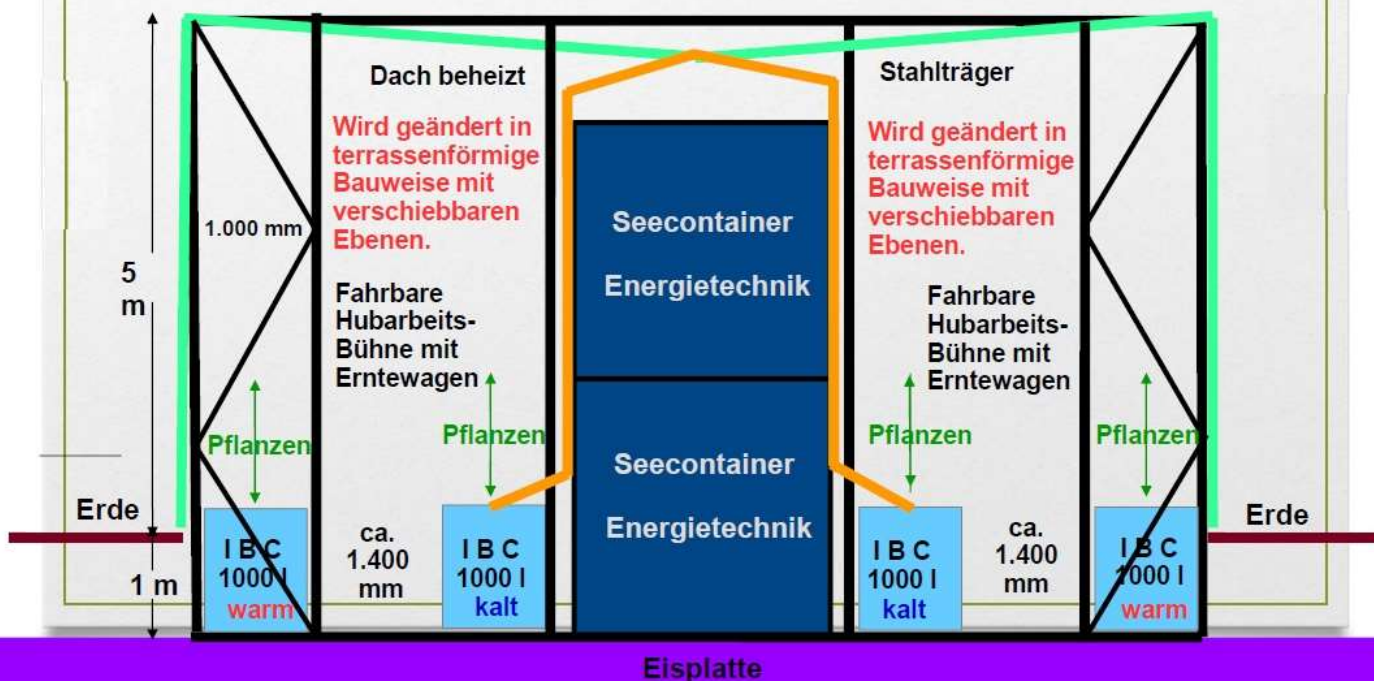 Dach beheizt
Stahlträger
Wird geändert in
terrassenförmige
Bauweise mit
verschiebbaren
Ebenen.
Wird geändert in
terrassenförmige
Bauweise mit
verschiebbaren
Ebenen.
1.000 mm
5
m
Seecontainer
Energietechnik
Fahrbare
Hubarbeits-
Bühne mit
Erntewagen
Fahrbare
Hubarbeits-
Bühne mit
Erntewagen
Pflanzen
Pflanzen
Pflanzen
Pflanzen
Seecontainer
Energietechnik
Erde
Erde
1 m
I B C
1000 l
warm
ca.
1.400
mm
I B C
1000 l
kalt
I B C
1000 l
kalt
ca.
1.400
mm
I B C
1000 l
warm
Eisplatte